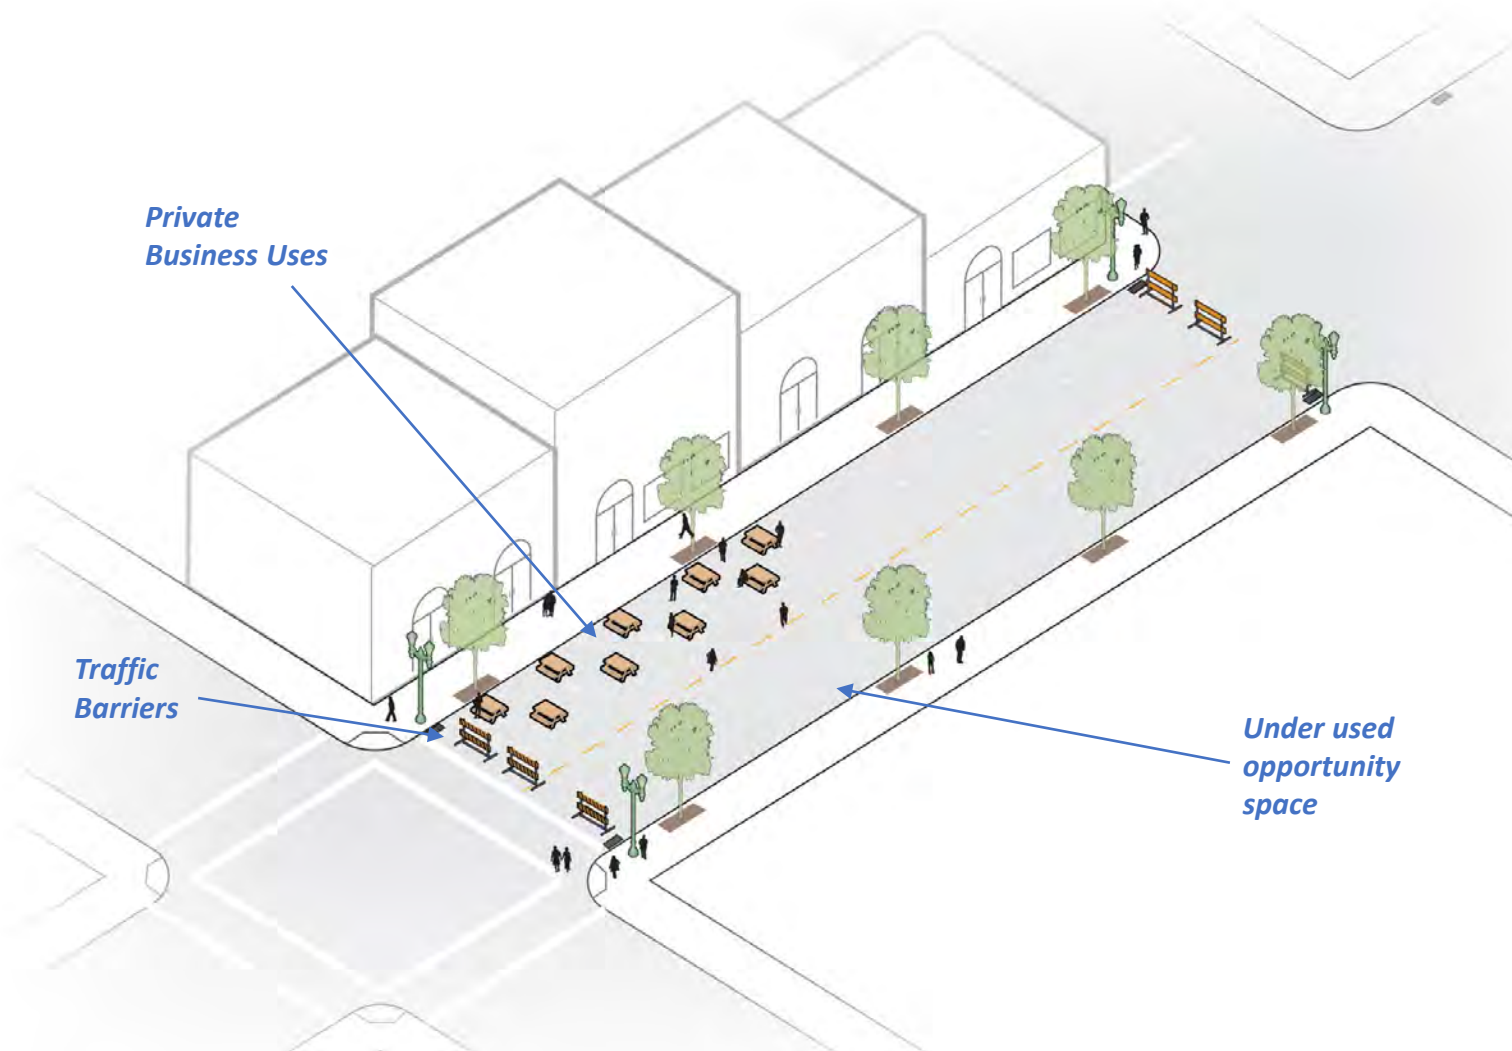 Private
Business Uses
Traffic
Barriers
Under used
opportunity
space